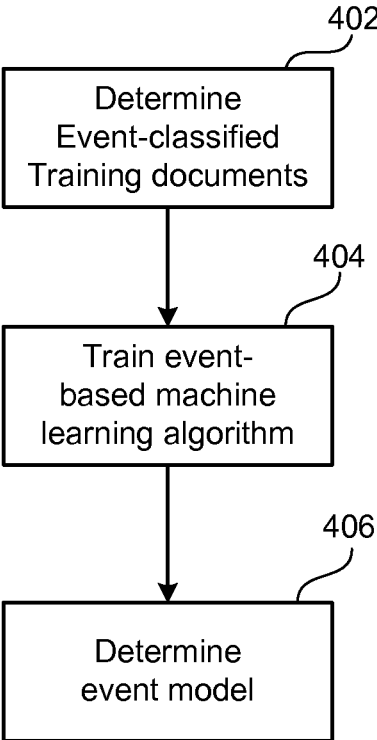 402
Determine
Event-classified
Training documents
404
Train event-
based machine
learning algorithm
406
Determine
event model